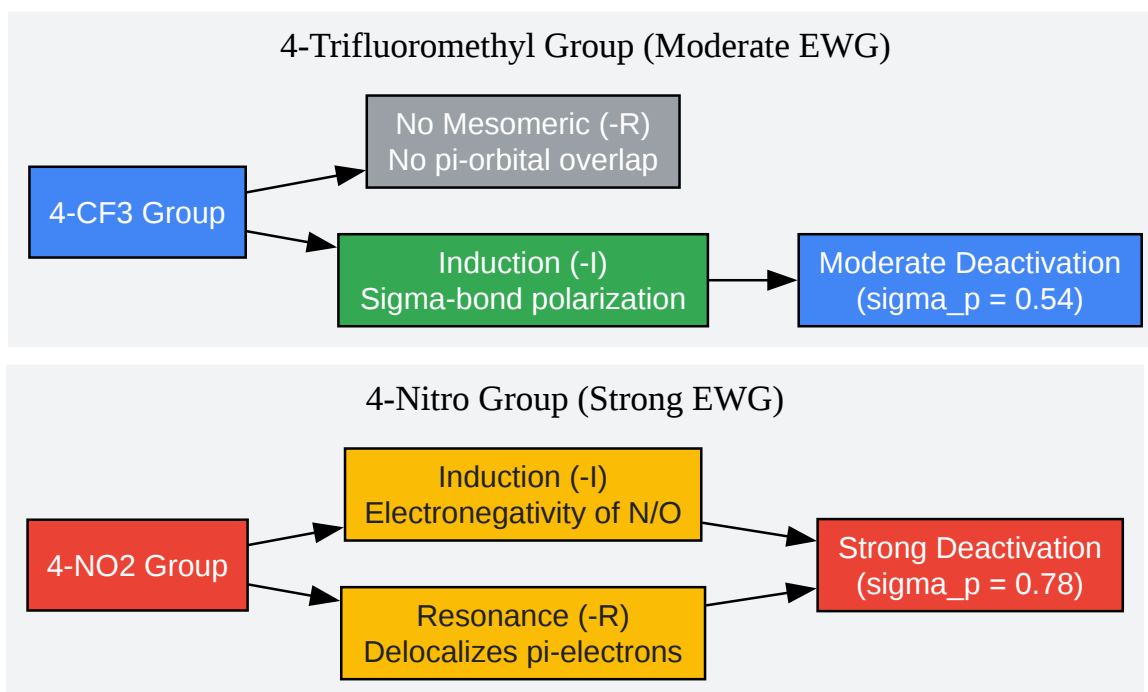 4-Trifluoromethyl Group (Moderate EWG)
No Mesomeric (-R)
No pi-orbital overlap
4-CF3 Group
Induction (-I)
Sigma-bond polarization
Moderate Deactivation
(sigma_p = 0.54)
4-Nitro Group (Strong EWG)
Induction (-I)
Electronegativity of N/O
4-NO2 Group
Strong Deactivation
(sigma_p = 0.78)
Resonance (-R)
Delocalizes pi-electrons